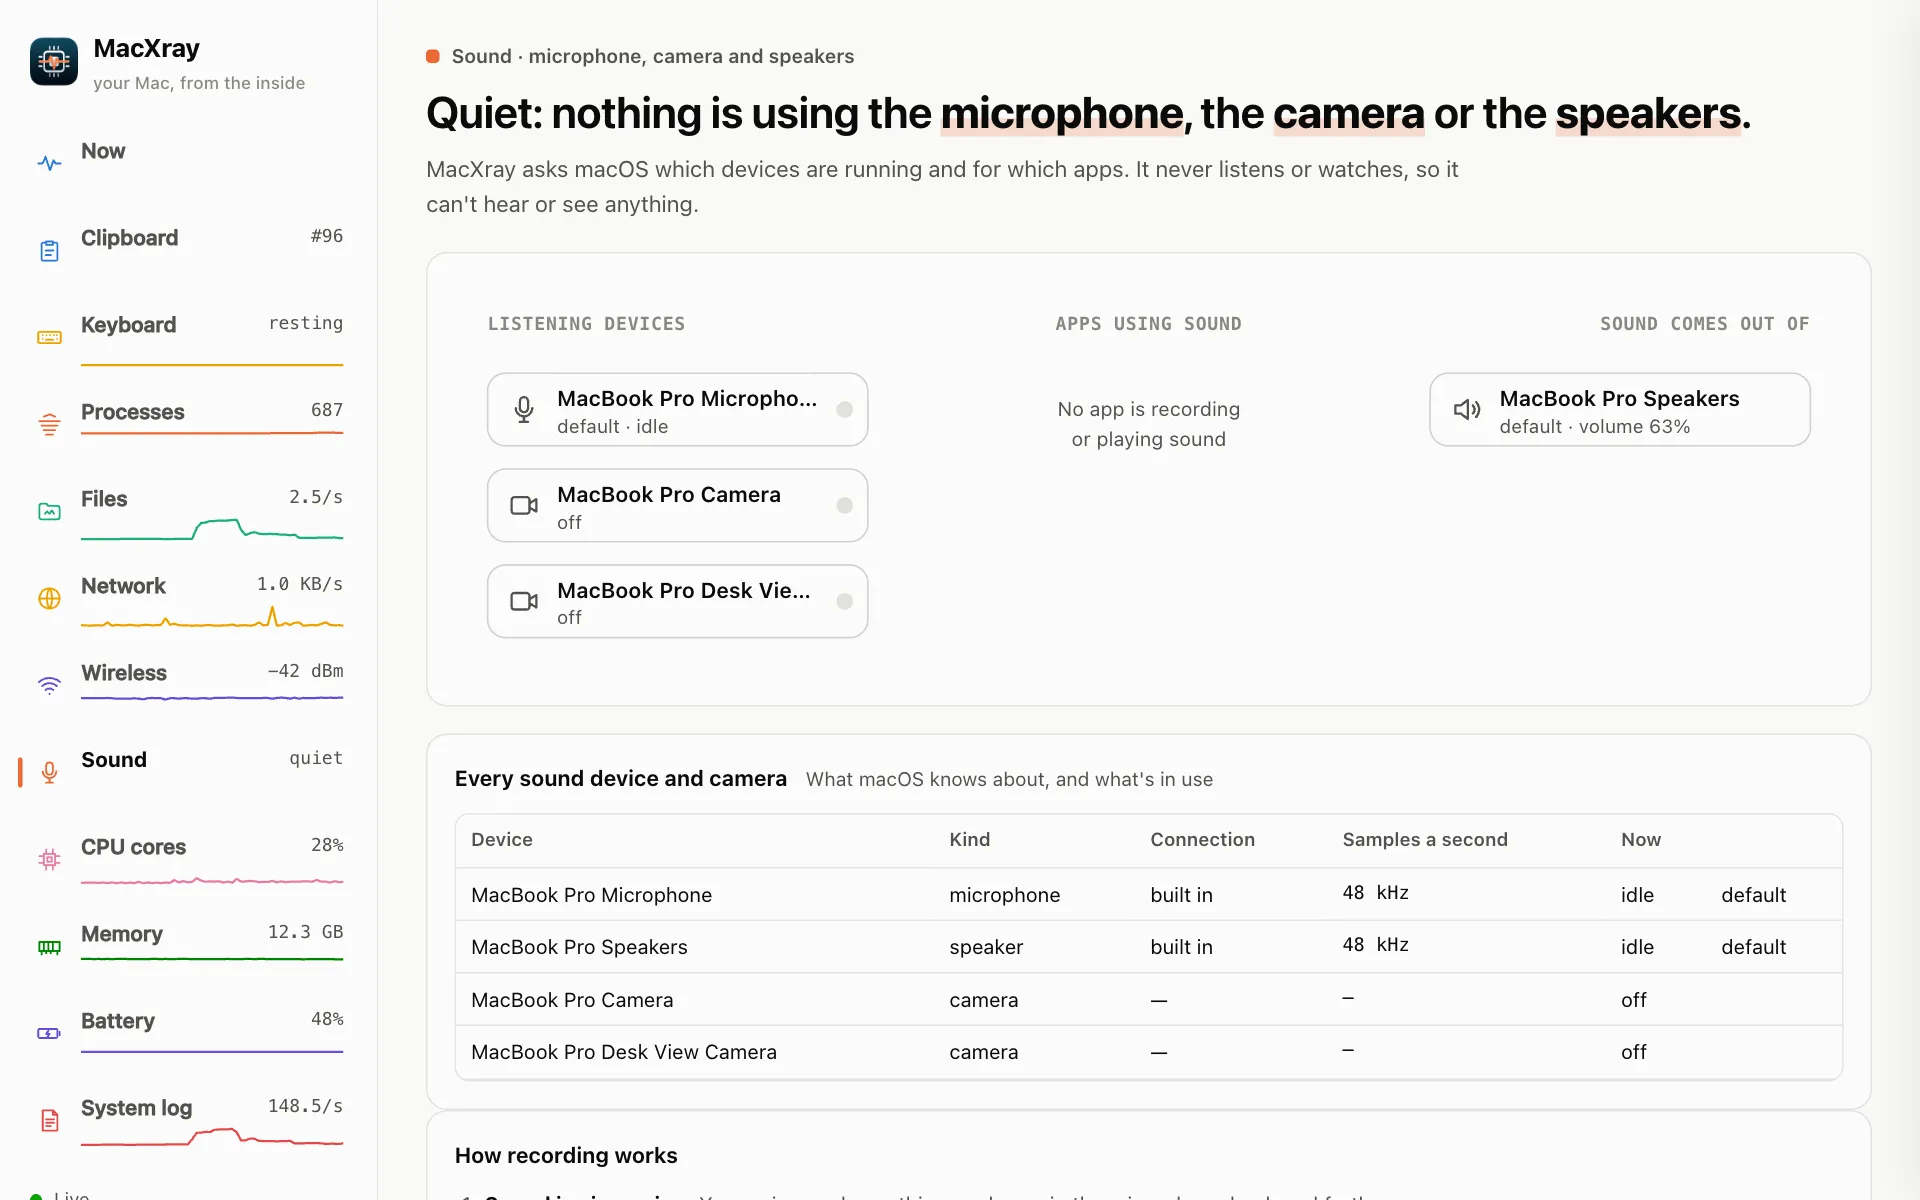 MacXray
your Mac, from the inside
Now
Clipboard #96
Keyboard resting
Processes 687
Files 2.5/s
Network 1.0 KB/s
Wireless −42 dBm
Sound quiet
CPU cores 28%
Memory 12.3 GB
Battery 48%
System log 148.5/s
Live
Sound · microphone, camera and speakers
Quiet: nothing is using the microphone, the camera or the speakers.
MacXray asks macOS which devices are running and for which apps. It never listens or watches, so it
can't hear or see anything.
LISTENING DEVICES
MacBook Pro Micropho...
default · idle
MacBook Pro Camera
off
MacBook Pro Desk Vie...
off
APPS USING SOUND
No app is recording
or playing sound
SOUND COMES OUT OF
MacBook Pro Speakers
default · volume 63%
Every sound device and camera What macOS knows about, and what's in use
Device Kind Connection Samples a second Now
MacBook Pro Microphone microphone built in 48 kHz idle default
MacBook Pro Speakers speaker built in 48 kHz idle default
MacBook Pro Camera camera — — off
MacBook Pro Desk View Camera camera — — off
How recording works